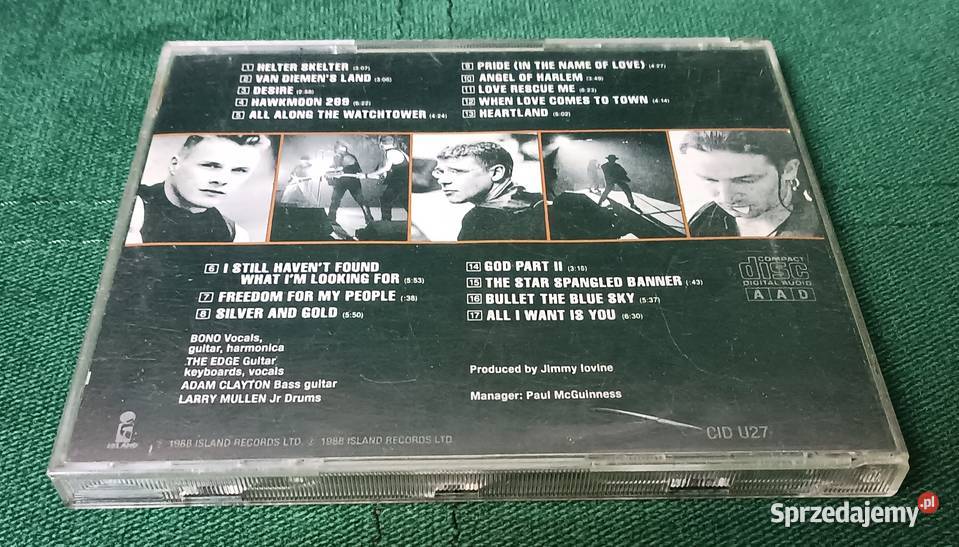 1 HELTER SKELTER (3:07)
2 VAN DIEMEN'S LAND (3:06)
3 DESIRE (2:58)
4 HAWKMOON 269 (6:22)
5 ALL ALONG THE WATCHTOWER (4:24)
9 PRIDE (IN THE NAME OF LOVE) (4:27)
10 ANGEL OF HARLEM (3:49)
11 LOVE RESCUE ME (6:23)
12 WHEN LOVE COMES TO TOWN (4:14)
13 HEARTLAND (5:02)
6 I STILL HAVEN'T FOUND
WHAT I'M LOOKING FOR (5:53)
7 FREEDOM FOR MY PEOPLE (:38)
8 SILVER AND GOLD (5:50)
14 GOD PART II (3:15)
15 THE STAR SPANGLED BANNER (:43)
16 BULLET THE BLUE SKY (5:37)
17 ALL I WANT IS YOU (6:30)
COMPACT
disc
DIGITAL AUDIO
A A D
BONO Vocals,
guitar, harmonica
THE EDGE Guitar
keyboards, vocals
ADAM CLAYTON Bass guitar
LARRY MULLEN Jr Drums
Produced by Jimmy Iovine
Manager: Paul McGuinness
ISLAND
℗ 1988 ISLAND RECORDS LTD. © 1988 ISLAND RECORDS LTD
CID U27
Sprzedajemy.pl